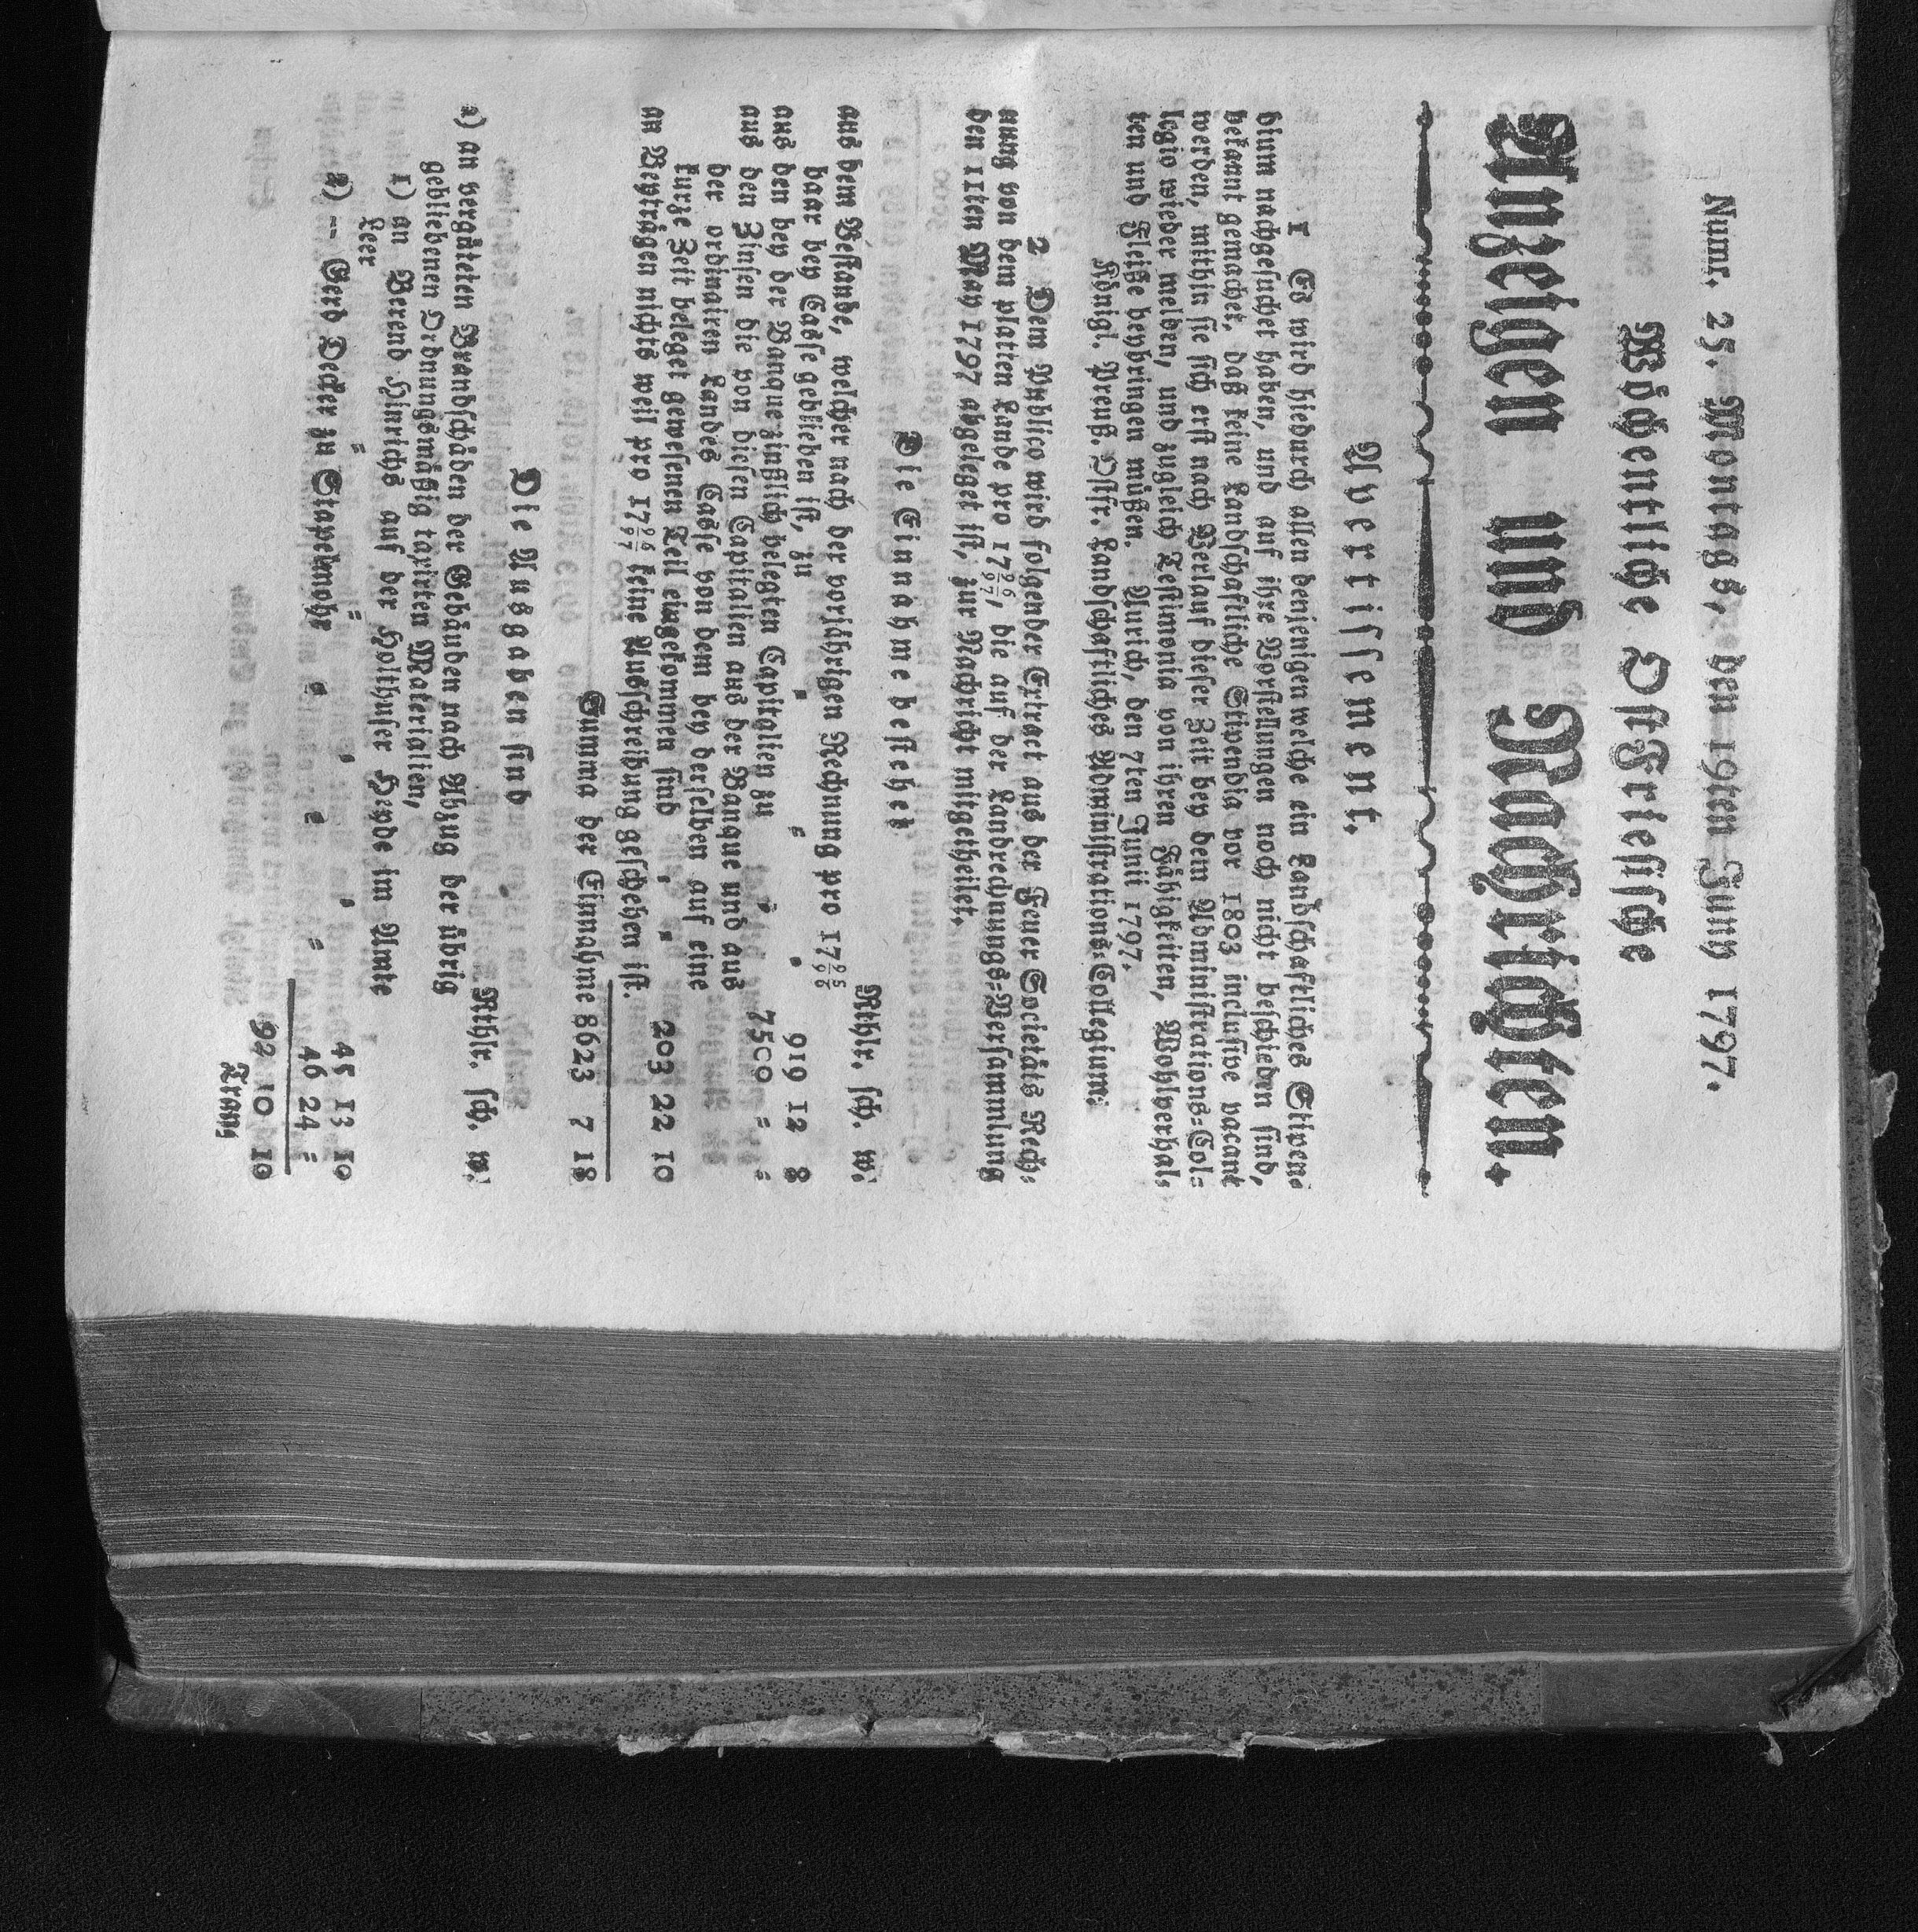 Numr. 25. Montags, den 19ten Juny 1797.
Wöchentliche Ostfriesische
Anzeigen und Nachrichten.
Avertissement.
1 Es wird hiedurch allen denjenigen welche ein Landschaftliches Stipen⸗
dium nachgesuchet haben, und auf ihre Vorstellungen noch nicht beschieden sind,
bekannt gemachet, daß keine Landschaftliche Stipendia vor 1803 inclusive vacant
werden, mithin sie sich erst nach Verlauf dieser Zeit bey dem Administrations⸗Col⸗
legio wieder melden, und zugleich Testimonia von ihren Fähigkeiten, Wohlverhal⸗
ten und Fleiße beybringen müßen. Aurich, den 7ten Junii 1797.
Königl. Preuß. Ostfr. Landschaftliches Administrations⸗Collegium.
2 Dem Publico wird folgender Extract aus der Feuer Societäts Rech⸗
nung von dem platten Lande pro 17 96/97, die auf der Landrechnungs⸗Versammlung
den 11ten May 1797 abgeleget ist, zur Nachricht mitgetheilet.
Die Einnahme bestehet
Rthlr. sch. w.
aus dem Bestande, welcher nach der vorjährigen Rechnung pro 17 95/96
baar bey Casse geblieben ist, zu 919 12 8
aus den bey der Banque zinßlich belegten Capitalien zu 7500 = =
aus den Zinsen die von diesen Capitalien aus der Banque und aus
der ordinairen Landes Casse von dem bey derselben auf eine
kurze Zeit beleget gewesenen Teil eingekommen sind 203 22 10
an Beyträgen nichts weil pro 17 96/97 keine Ausschreibung geschehen ist.
Summa der Einnahme 8623 7 18
Die Ausgaben sind
Rthlr. sch. w.
a) an vergüteten Brandschäden der Gebäuden nach Abzug der übrig
gebliebenen Ordnungsmäßig taxirten Materialien,
1) an Berend Hinrichs auf der Holthuser Heyde im Amte
Leer 45 13 10
2) -- Gerd Decker zu Stapelmohr 46 24 =
92 10 10
Trans